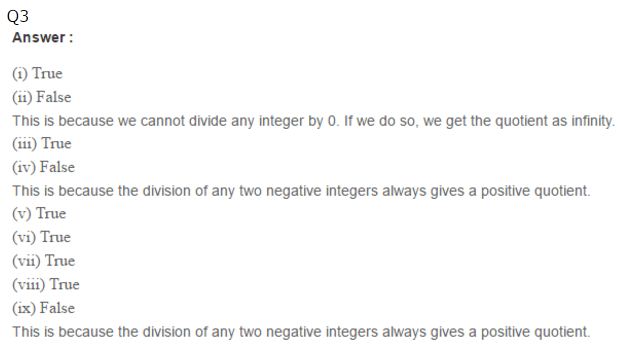 Q3
Answer :
(i) True
(ii) False
This is because we cannot divide any integer by 0. If we do so, we get the quotient as infinity.
(iii) True
(iv) False
This is because the division of any two negative integers always gives a positive quotient.
(v) True
(vi) True
(vii) True
(viii) True
(ix) False
This is because the division of any two negative integers always gives a positive quotient.